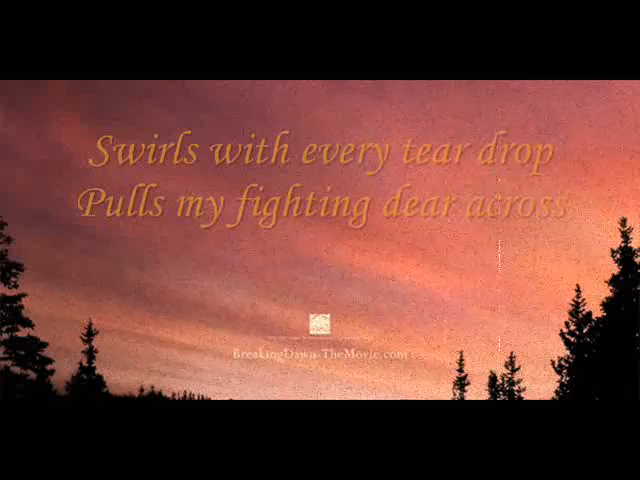 Swirls with every tear drop
Pulls my fighting dear across
BreakingDawn-TheMovie.com